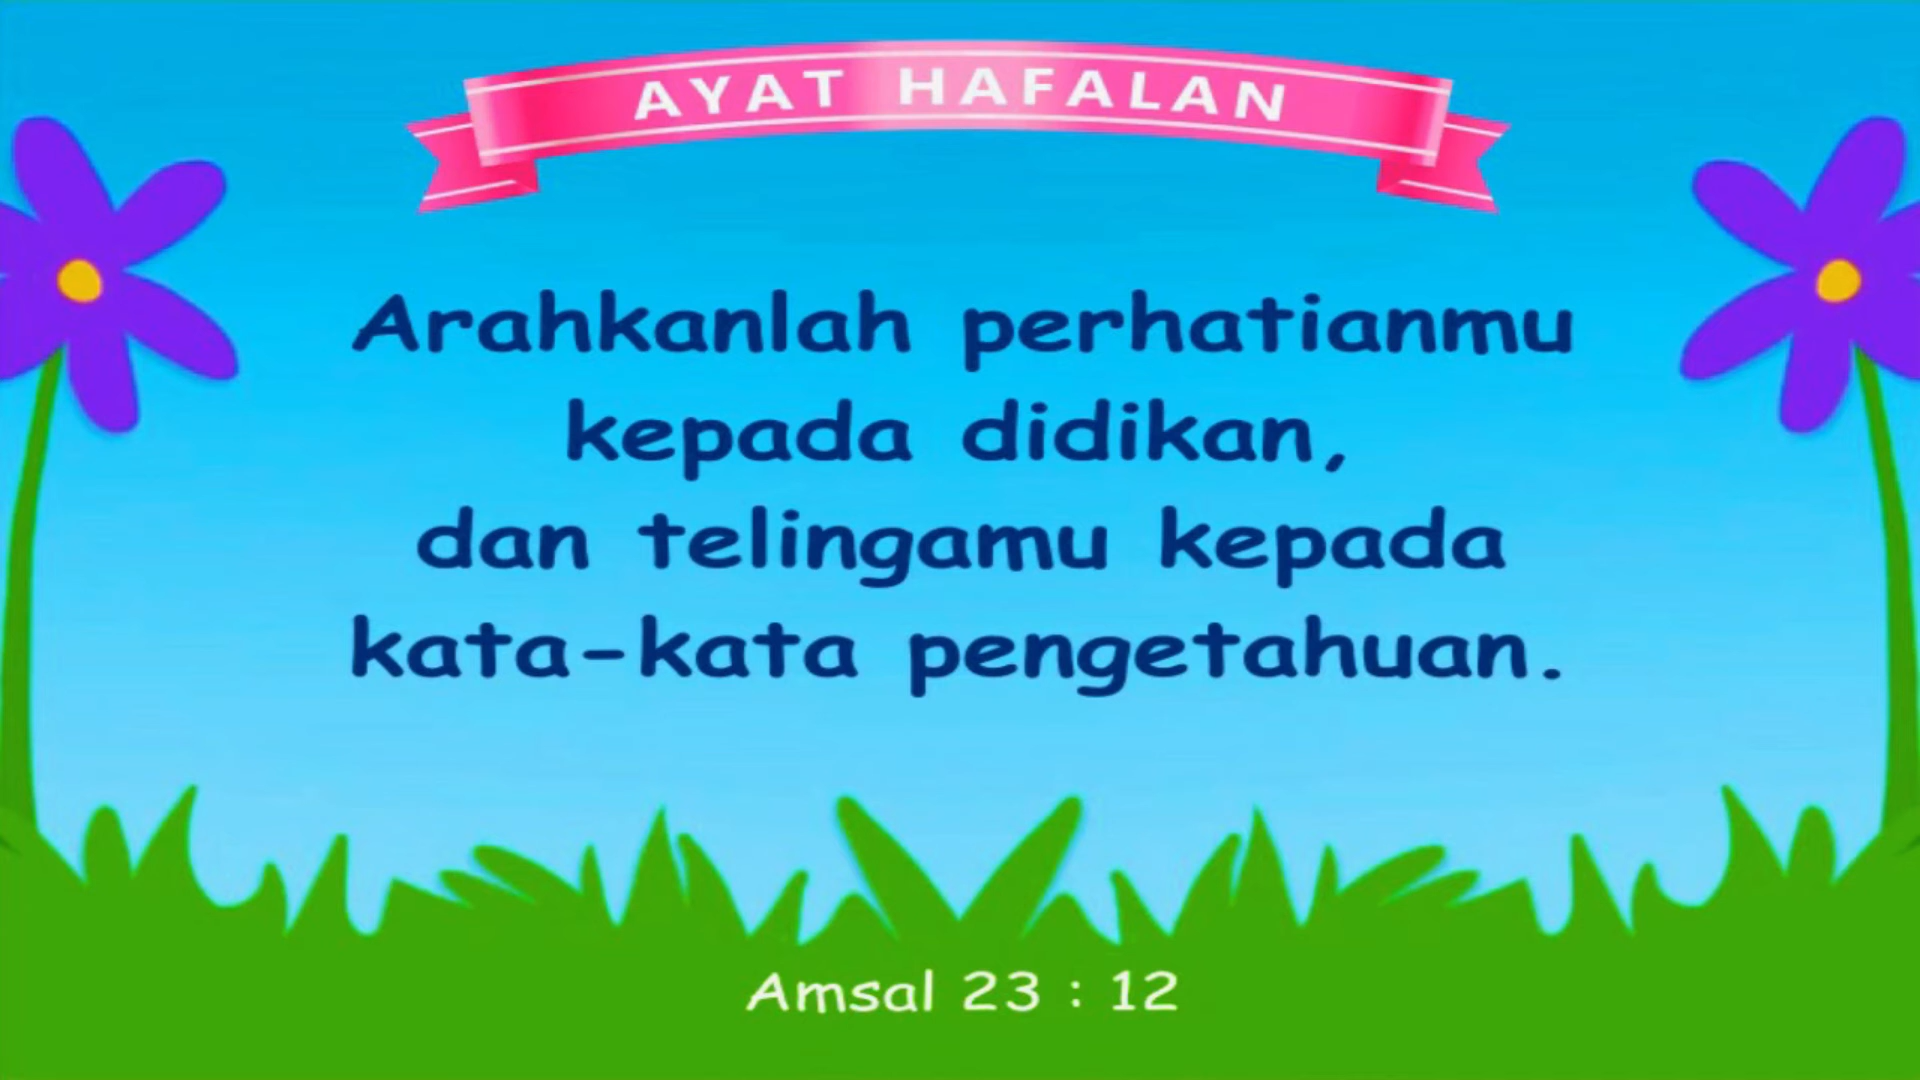 AYAT HAFALAN
Arahkanlah perhatianmu
kepada didikan,
dan telingamu kepada
kata-kata pengetahuan.
Amsal 23 : 12